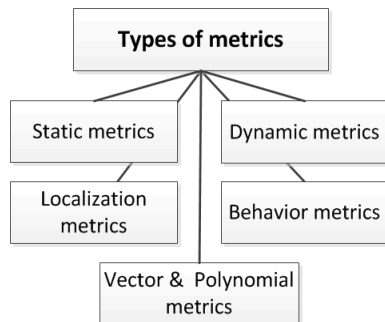 Types of metrics
Static metrics
Dynamic metrics
Localization
metrics
Behavior metrics
Vector & Polynomial
metrics